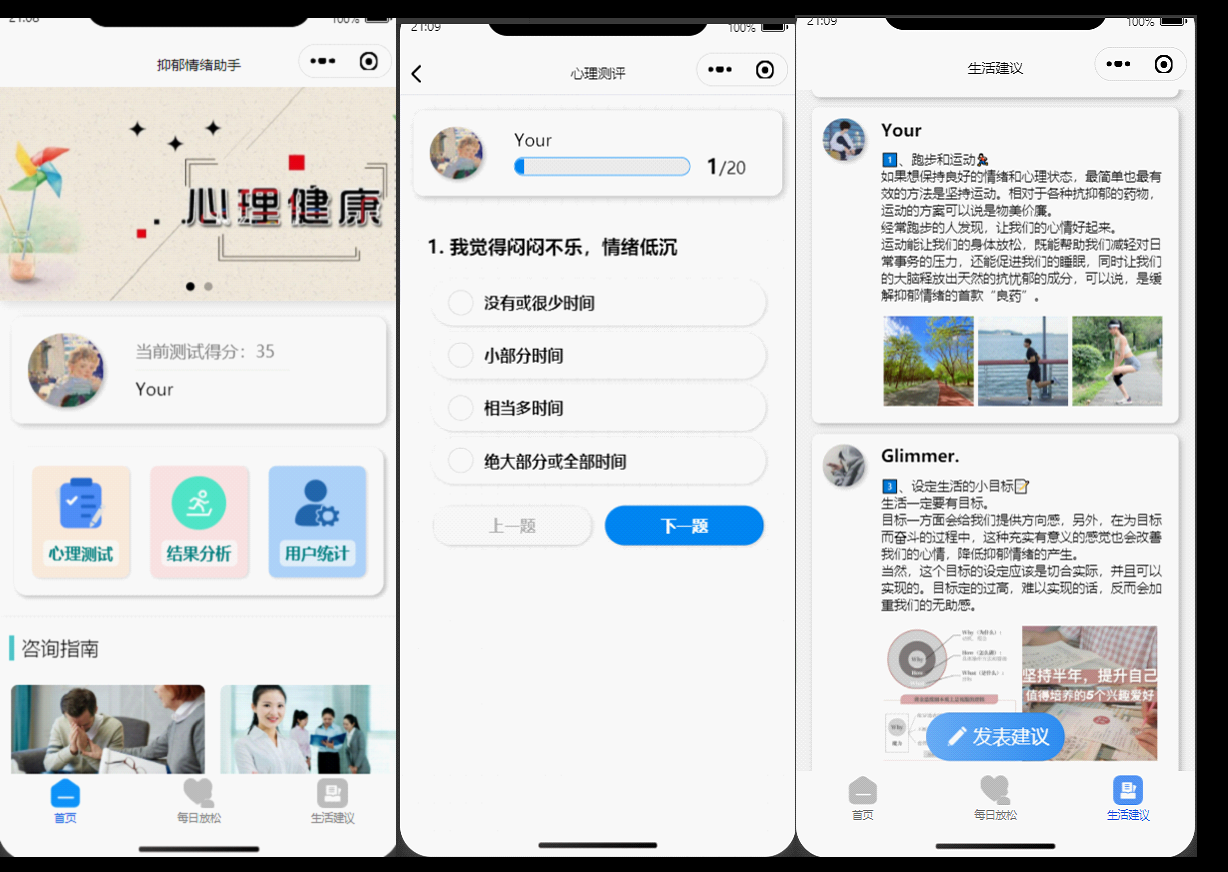 21:08
100%
抑郁情绪助手
心理健康
当前测试得分：35
Your
心理测试
结果分析
用户统计
咨询指南
首页
每日放松
生活建议
21:09
100%
心理测评
Your
1/20
1. 我觉得闷闷不乐，情绪低沉
没有或很少时间
小部分时间
相当多时间
绝大部分或全部时间
上一题
下一题
21:09
100%
生活建议
Your
1、跑步和运动
如果想保持良好的情绪和心理状态，最简单也最有
效的方法是坚持运动。相对于各种抗抑郁的药物，
运动的方案可以说是物美价廉。
经常跑步的人发现，让我们的心情好起来。
运动能让我们的身体放松，既能帮助我们减轻对日
常事务的压力，还能促进我们的睡眠，同时让我们
的大脑释放出天然的抗忧郁的成分，可以说，是缓
解抑郁情绪的首款“良药”。
Glimmer.
3、设定生活的小目标
生活一定要有目标。
目标一方面会给我们提供方向感，另外，在为目标
而奋斗的过程中，这种充实有意义的感觉也会改善
我们的心情，降低抑郁情绪的产生。
当然，这个目标的设定应该是切合实际，并且可以
实现的。目标定的过高，难以实现的话，反而会加
重我们的无助感。
Why（为什么）：
How（怎么做）：
What（是什么）：
Why
How
坚持半年，提升自己
值得培养的5个兴趣爱好
Why
发表建议
首页
每日放松
生活建议